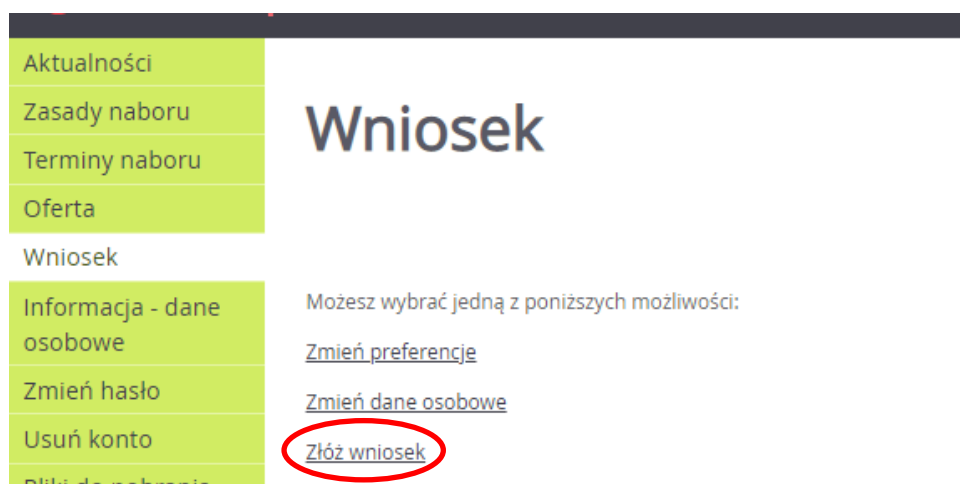 Aktualności
Zasady naboru
Terminy naboru
Oferta
Wniosek
Informacja - dane
osobowe
Zmień hasło
Usuń konto
Wniosek
Możesz wybrać jedną z poniższych możliwości:
Zmień preferencje
Zmień dane osobowe
Złóż wniosek